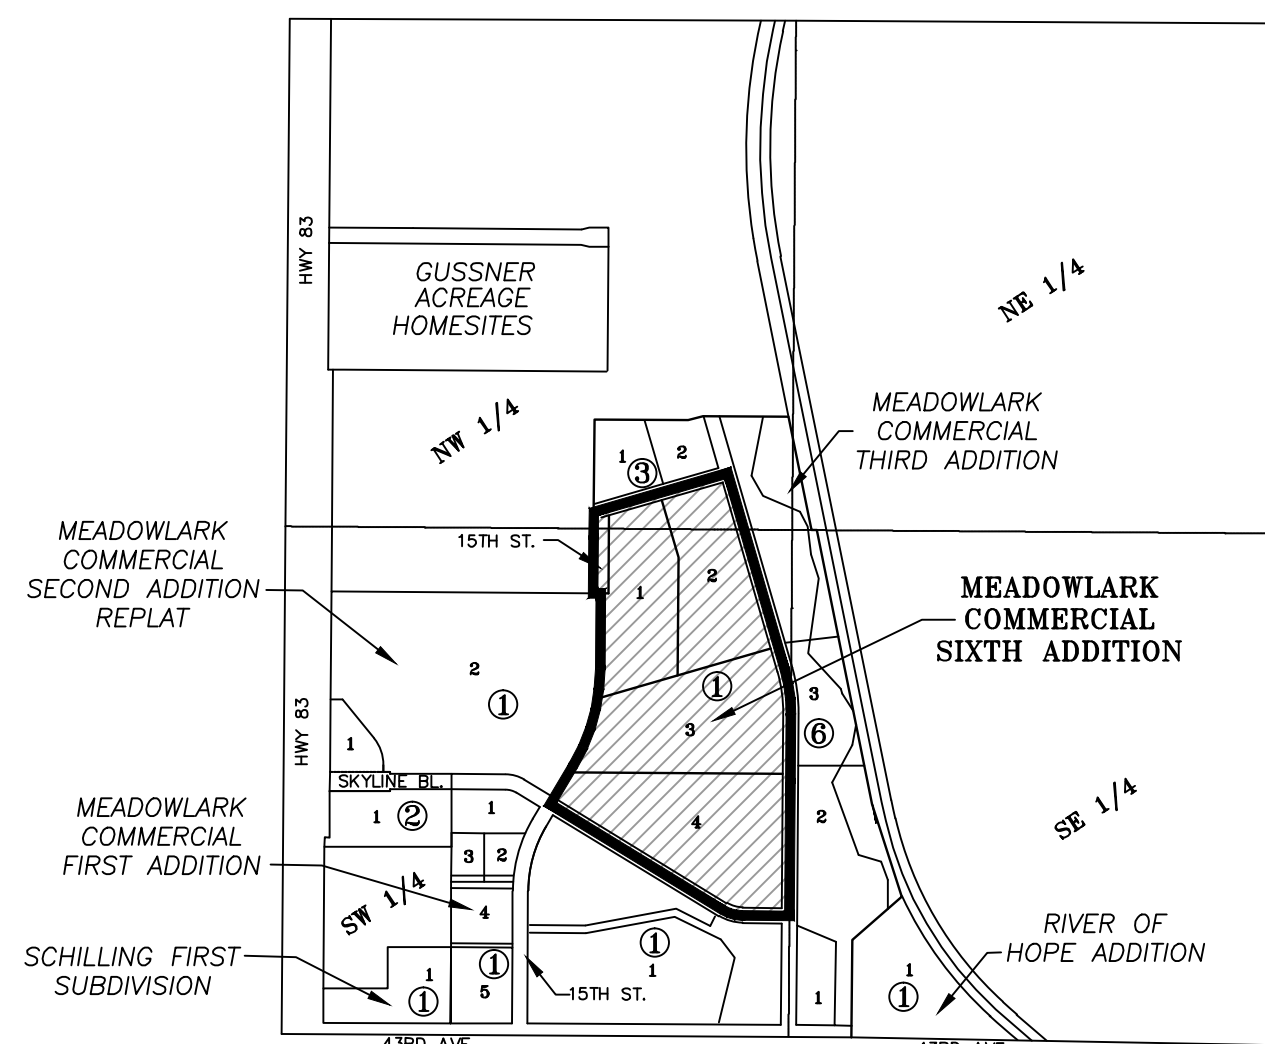 HWY 83
GUSSNER
ACREAGE
HOMESITES
NE 1/4
NW 1/4
MEADOWLARK
COMMERCIAL
THIRD ADDITION
1
2
3
15TH ST.
MEADOWLARK
COMMERCIAL
SECOND ADDITION
REPLAT
1
2
MEADOWLARK
COMMERCIAL
SIXTH ADDITION
2
1
1
3
4
3
6
2
HWY 83
1
SKYLINE BL.
1
2
1
3
2
MEADOWLARK
COMMERCIAL
FIRST ADDITION
SE 1/4
SW 1/4
4
SCHILLING FIRST
SUBDIVISION
1
1
1
5
15TH ST.
1
1
1
RIVER OF
HOPE ADDITION
1
1
43RD AVE
43RD AVE